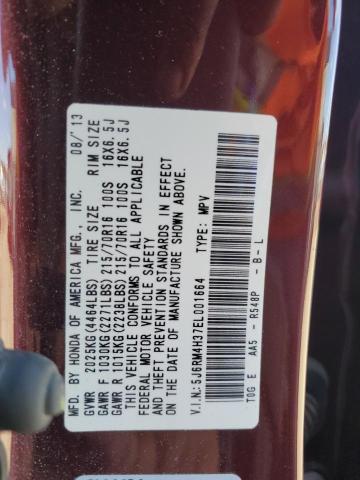 MFD. BY HONDA OF AMERICA MFG., INC. 08/'13
GVWR 2025KG(4464LBS) TIRE SIZE RIM SIZE
GAWR F 1030KG(2271LBS) 215/70R16 100S 16X6.5J
GAWR R 1015KG(2238LBS) 215/70R16 100S 16X6.5J
THIS VEHICLE CONFORMS TO ALL APPLICABLE
FEDERAL MOTOR VEHICLE SAFETY
AND THEFT PREVENTION STANDARDS IN EFFECT
ON THE DATE OF MANUFACTURE SHOWN ABOVE.
V.I.N.: 5J6RM4H37EL001664 TYPE: MPV
T0G E AA5 - R548P - B - L